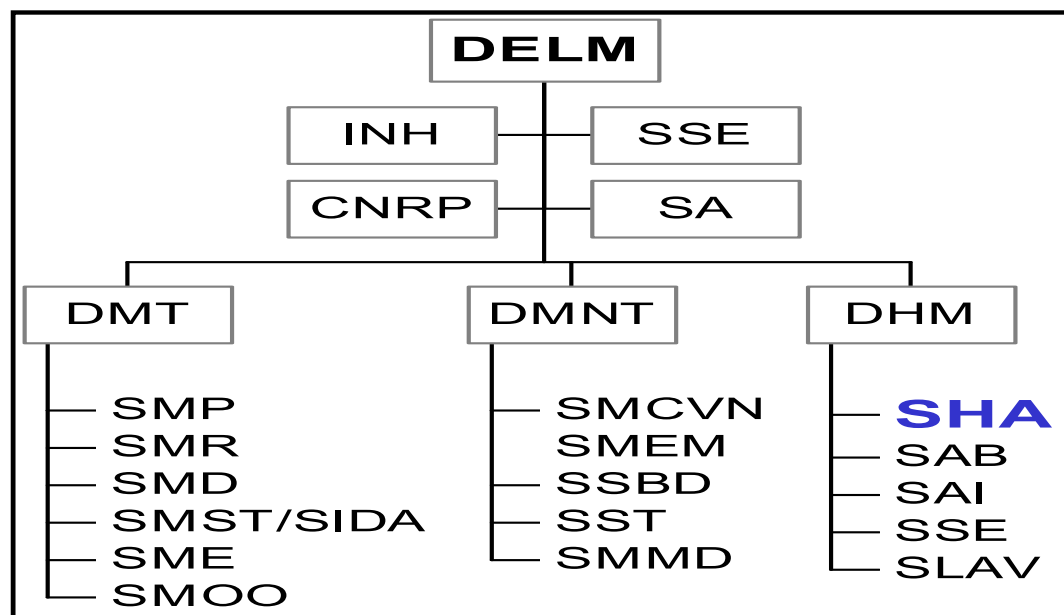 DELM
INH
SSE
CNRP
SA
DMT
DMNT
DHM
SMP
SMR
SMD
SMST/SIDA
SME
SMOO
SMCVN
SMEM
SSBD
SST
SMMD
SHA
SAB
SAI
SSE
SLAV